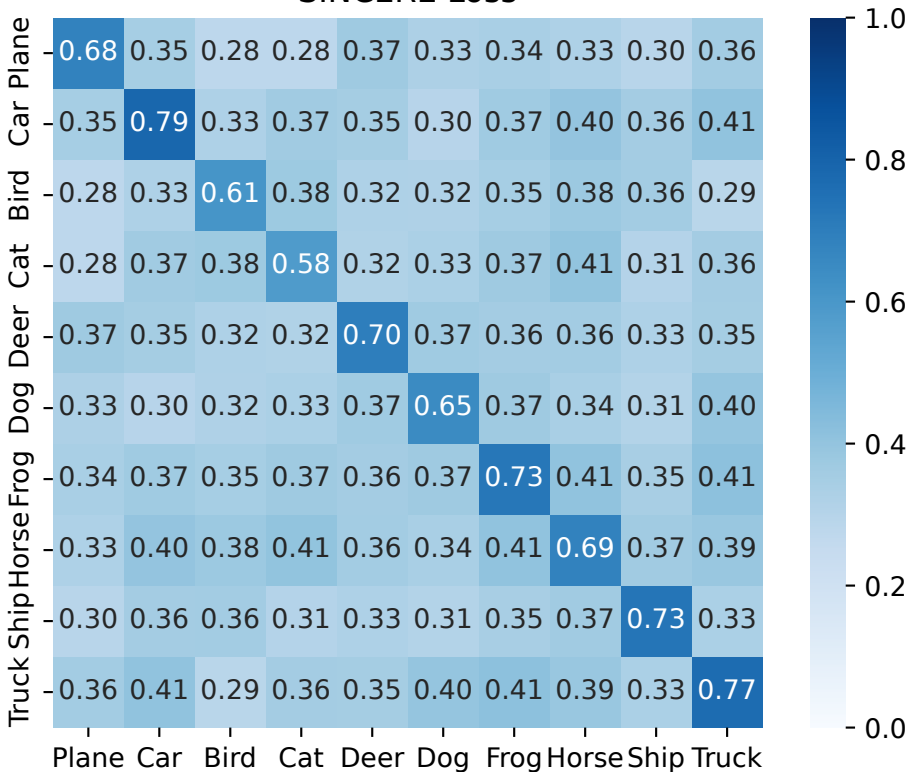 SINCERE Loss
Plane 0.68 0.35 0.28 0.28 0.37 0.33 0.34 0.33 0.30 0.36
Car 0.35 0.79 0.33 0.37 0.35 0.30 0.37 0.40 0.36 0.41
Bird 0.28 0.33 0.61 0.38 0.32 0.32 0.35 0.38 0.36 0.29
Cat 0.28 0.37 0.38 0.58 0.32 0.33 0.37 0.41 0.31 0.36
Deer 0.37 0.35 0.32 0.32 0.70 0.37 0.36 0.36 0.33 0.35
Dog 0.33 0.30 0.32 0.33 0.37 0.65 0.37 0.34 0.31 0.40
Frog 0.34 0.37 0.35 0.37 0.36 0.37 0.73 0.41 0.35 0.41
Horse 0.33 0.40 0.38 0.41 0.36 0.34 0.41 0.69 0.37 0.39
Ship 0.30 0.36 0.36 0.31 0.33 0.31 0.35 0.37 0.73 0.33
Truck 0.36 0.41 0.29 0.36 0.35 0.40 0.41 0.39 0.33 0.77
Plane Car Bird Cat Deer Dog Frog Horse Ship Truck
1.0
0.8
0.6
0.4
0.2
0.0